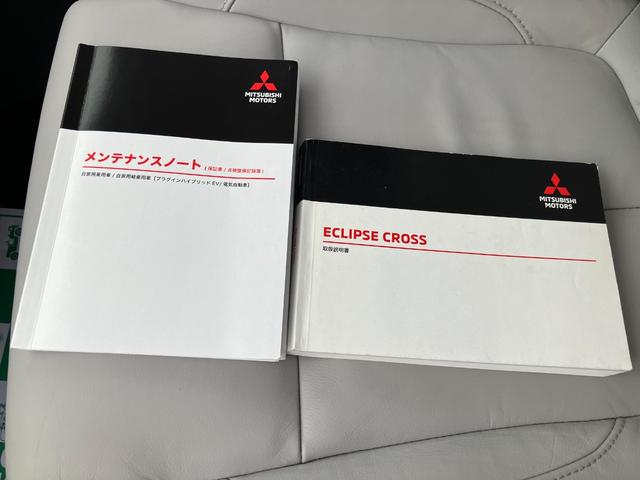 MITSUBISHI
MOTORS
メンテナンスノート (保証書 / 点検整備記録簿)
自家用乗用車 / 自家用軽乗用車 [プラグインハイブリッドEV / 電気自動車]
MITSUBISHI
MOTORS
ECLIPSE CROSS
取扱説明書